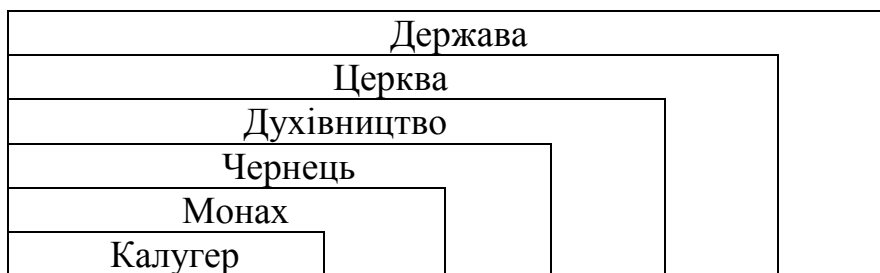 Держава
Церква
Духівництво
Чернець
Монах
Калугер